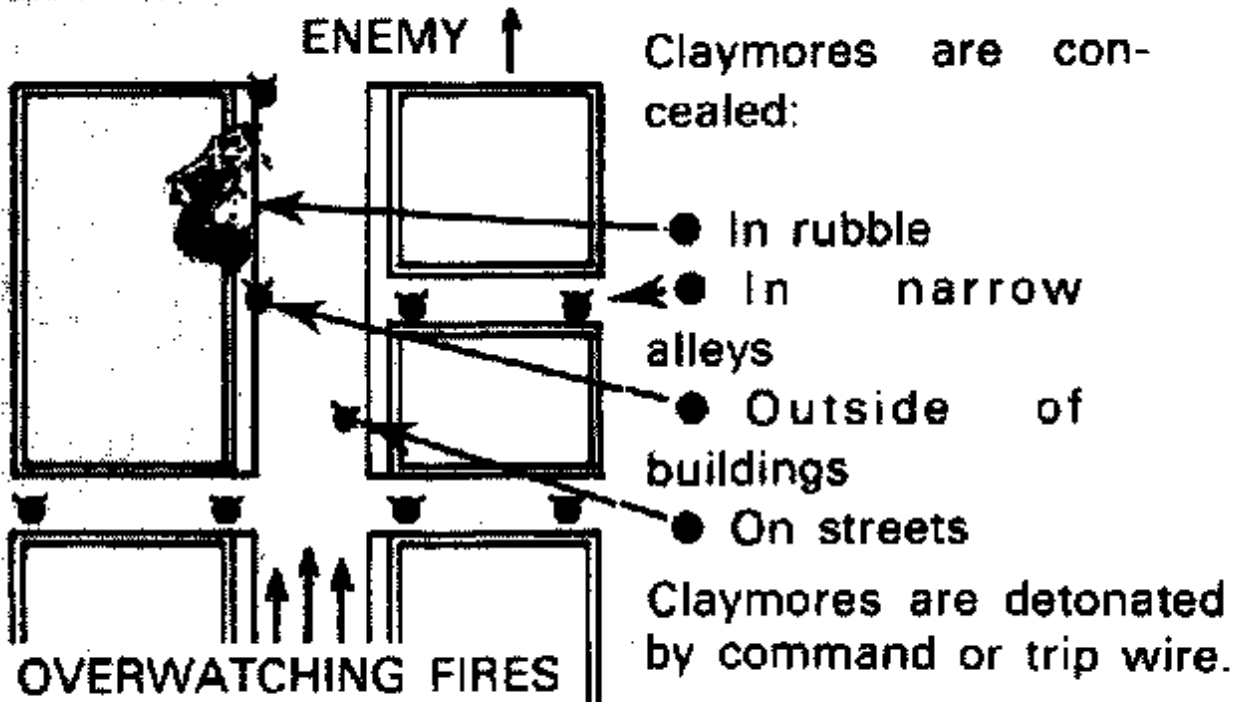 ENEMY
Claymores are con-
cealed:
● In rubble
● In narrow
alleys
● Outside of
buildings
● On streets
Claymores are detonated
by command or trip wire.
OVERWATCHING FIRES